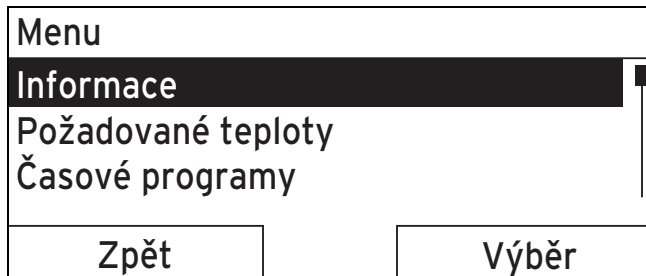 Menu
Informace
Požadované teploty
Časové programy
Zpět Výběr